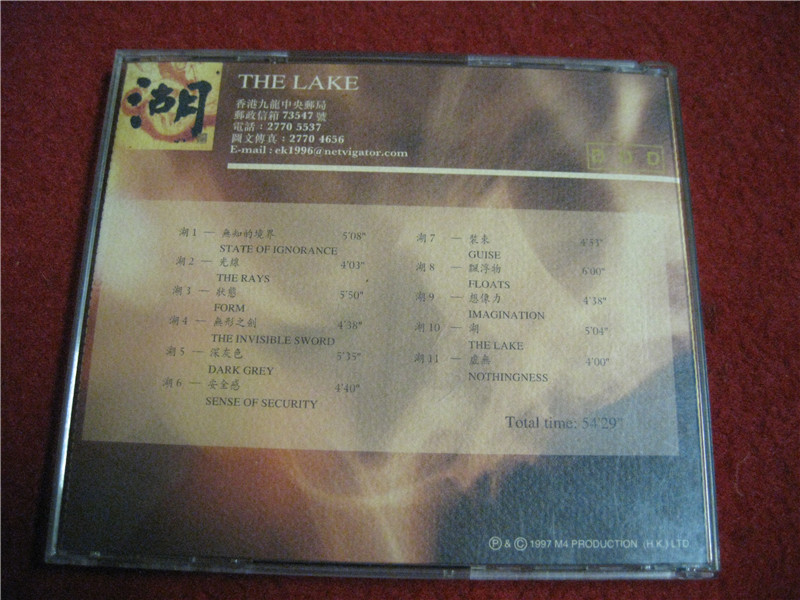 湖
THE LAKE
香港九龍中央郵局
郵政信箱 73547 號
電話：2770 5537
圖文傳真：2770 4656
E-mail : ek1996@netvigator.com
湖 1 — 無知的境界 5'08"
STATE OF IGNORANCE
湖 2 — 光線 4'03"
THE RAYS
湖 3 — 狀態 5'50"
FORM
湖 4 — 無形之劍 4'38"
THE INVISIBLE SWORD
湖 5 — 深灰色 5'35"
DARK GREY
湖 6 — 安全感 4'40"
SENSE OF SECURITY
湖 7 — 裝束
GUISE
湖 8 — 飄浮物 6'00"
FLOATS
湖 9 — 想像力 4'38"
IMAGINATION
湖 10 — 湖 5'04"
THE LAKE
湖 11 — 虛無 4'00"
NOTHINGNESS
Total time: 54'29"
Ⓟ & © 1997 M4 PRODUCTION (H.K.) LTD